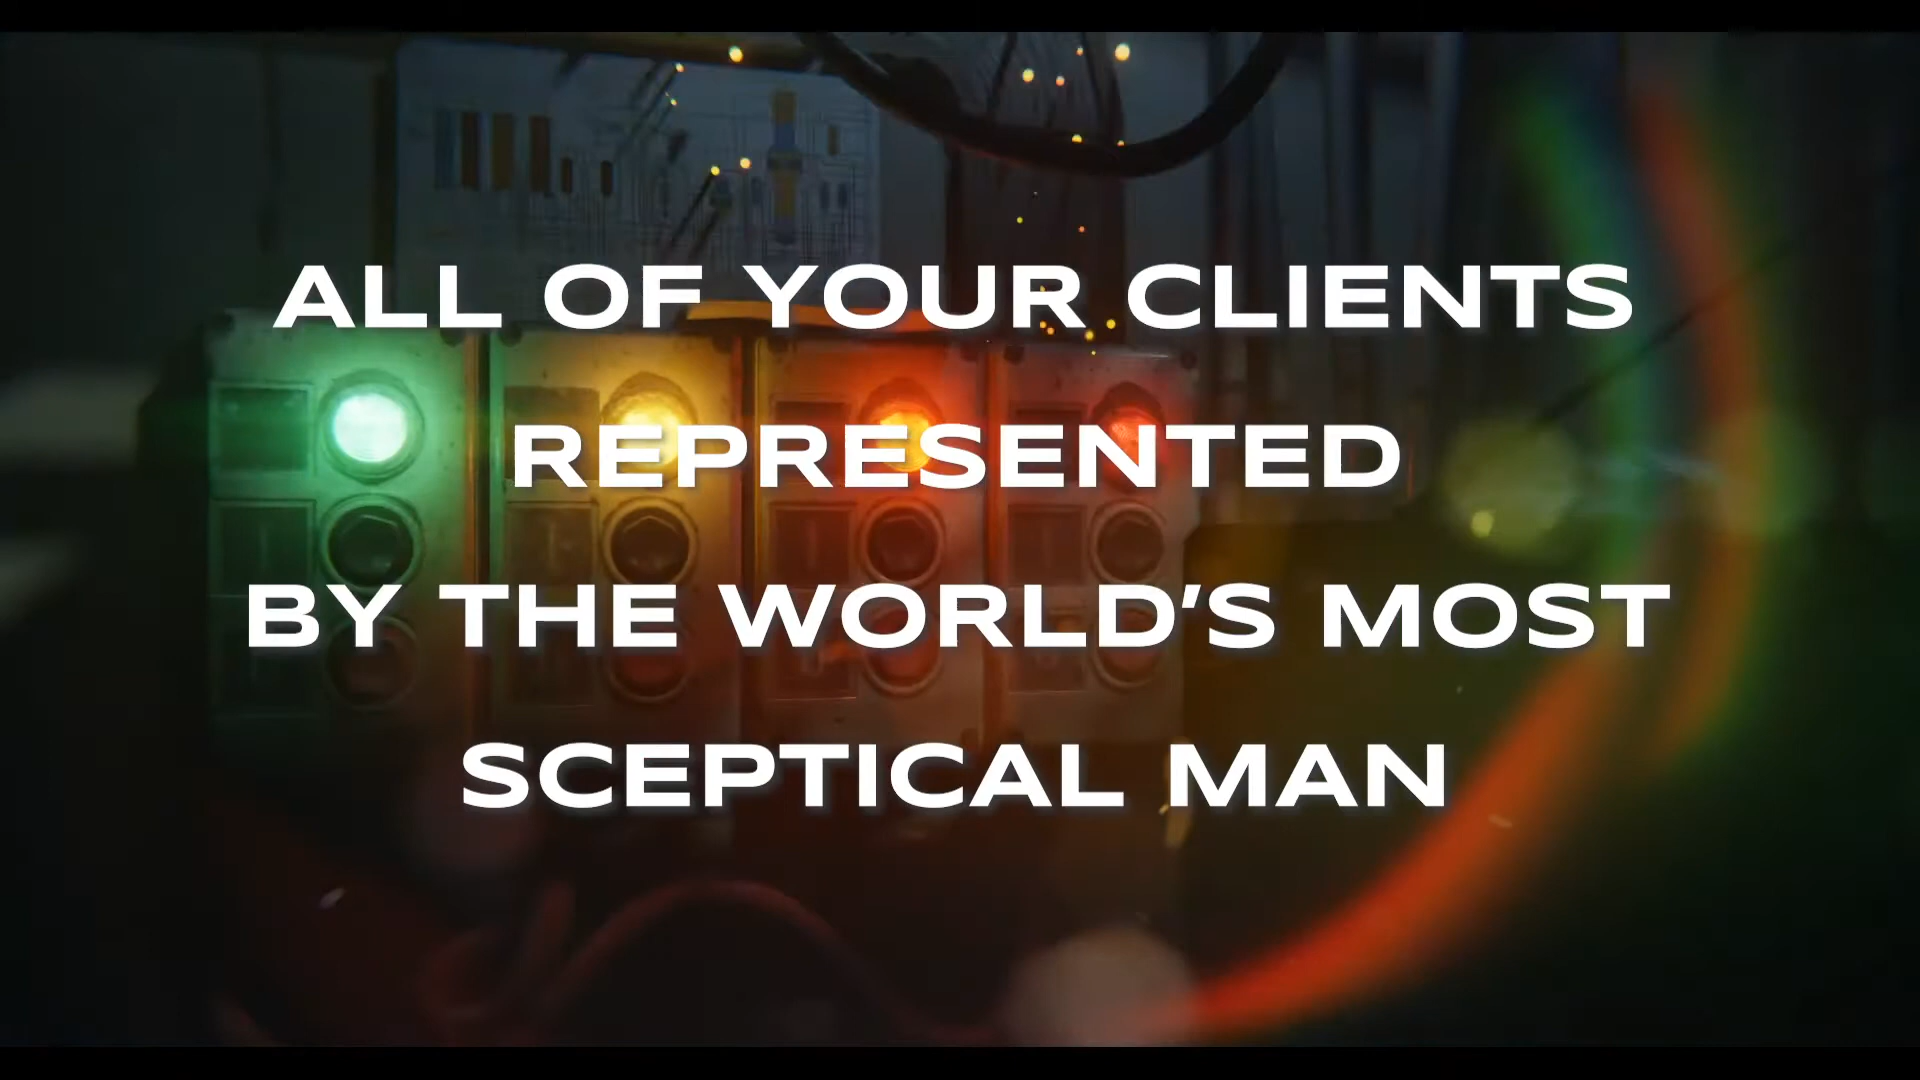 ALL OF YOUR CLIENTS
REPRESENTED
BY THE WORLD'S MOST
SCEPTICAL MAN